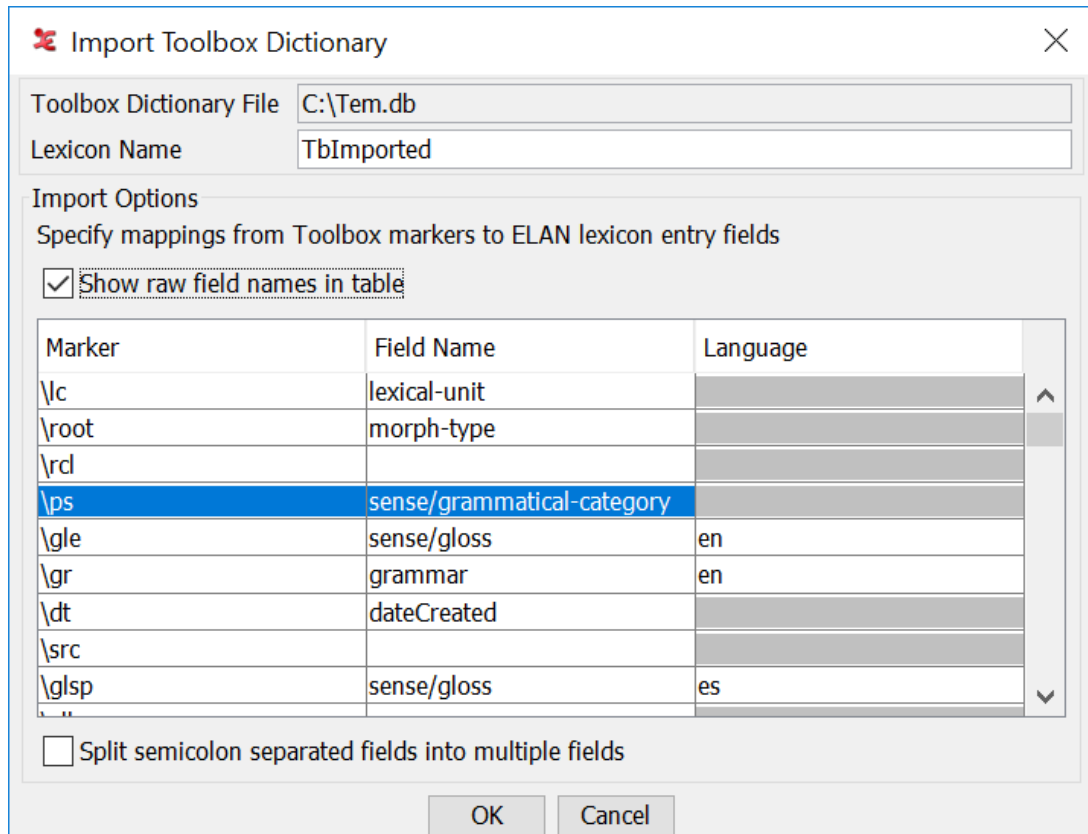 Import Toolbox Dictionary
Toolbox Dictionary File C:\Tem.db
Lexicon Name TbImported
Import Options
Specify mappings from Toolbox markers to ELAN lexicon entry fields
Show raw field names in table
Marker Field Name Language
\lc lexical-unit
\root morph-type
\rcl
\ps sense/grammatical-category
\gle sense/gloss en
\gr grammar en
\dt dateCreated
\src
\glsp sense/gloss es
Split semicolon separated fields into multiple fields
OK Cancel